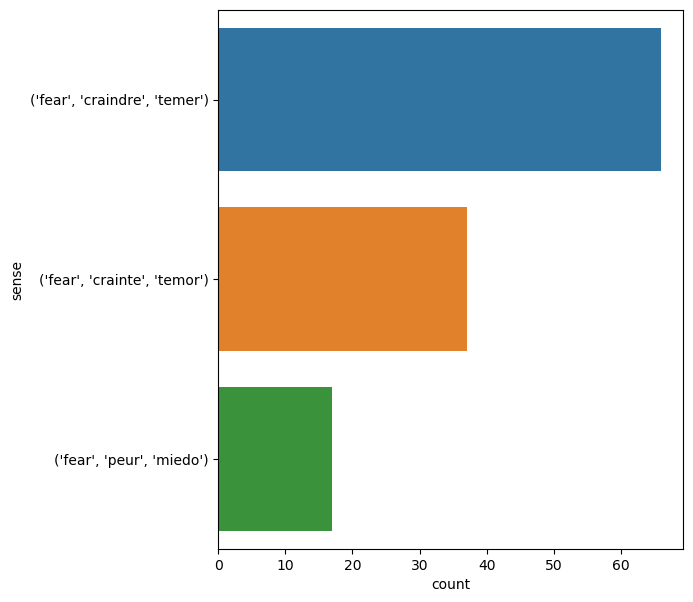 ('fear', 'craindre', 'temer')
('fear', 'crainte', 'temor')
('fear', 'peur', 'miedo')
sense
0 10 20 30 40 50 60
count